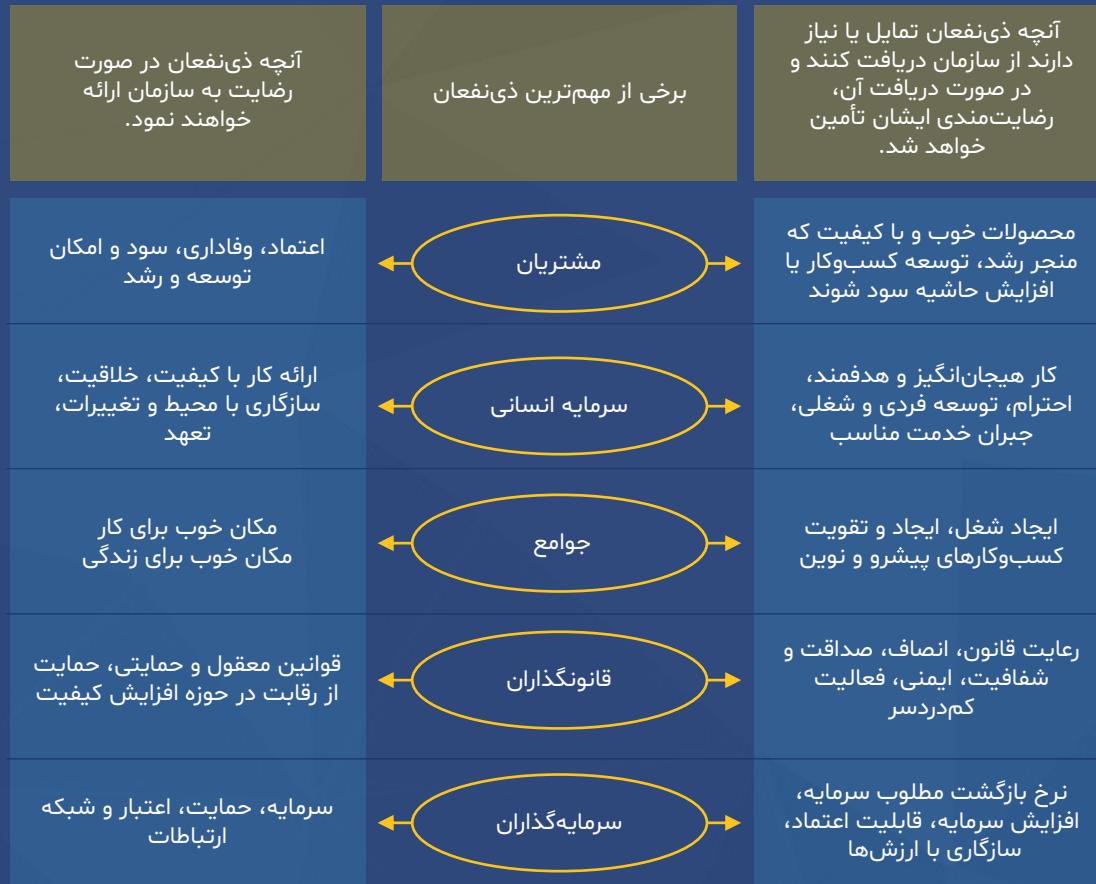 آنچه ذی‌نفعان تمایل یا نیاز
دارند از سازمان دریافت کنند و
در صورت دریافت آن،
رضایت‌مندی ایشان تأمین
خواهد شد.
برخی از مهم‌ترین ذی‌نفعان
آنچه ذی‌نفعان در صورت
رضایت به سازمان ارائه
خواهند نمود.
محصولات خوب و با کیفیت که
منجر رشد، توسعه کسب‌وکار یا
افزایش حاشیه سود شوند
مشتریان
اعتماد، وفاداری، سود و امکان
توسعه و رشد
کار هیجان‌انگیز و هدفمند،
احترام، توسعه فردی و شغلی،
جبران خدمت مناسب
سرمایه انسانی
ارائه کار با کیفیت، خلاقیت،
سازگاری با محیط و تغییرات،
تعهد
ایجاد شغل، ایجاد و تقویت
کسب‌وکارهای پیشرو و نوین
جوامع
مکان خوب برای کار
مکان خوب برای زندگی
رعایت قانون، انصاف، صداقت و
شفافیت، ایمنی، فعالیت
کم‌دردسر
قانونگذاران
قوانین معقول و حمایتی، حمایت
از رقابت در حوزه افزایش کیفیت
نرخ بازگشت مطلوب سرمایه،
افزایش سرمایه، قابلیت اعتماد،
سازگاری با ارزش‌ها
سرمایه‌گذاران
سرمایه، حمایت، اعتبار و شبکه
ارتباطات